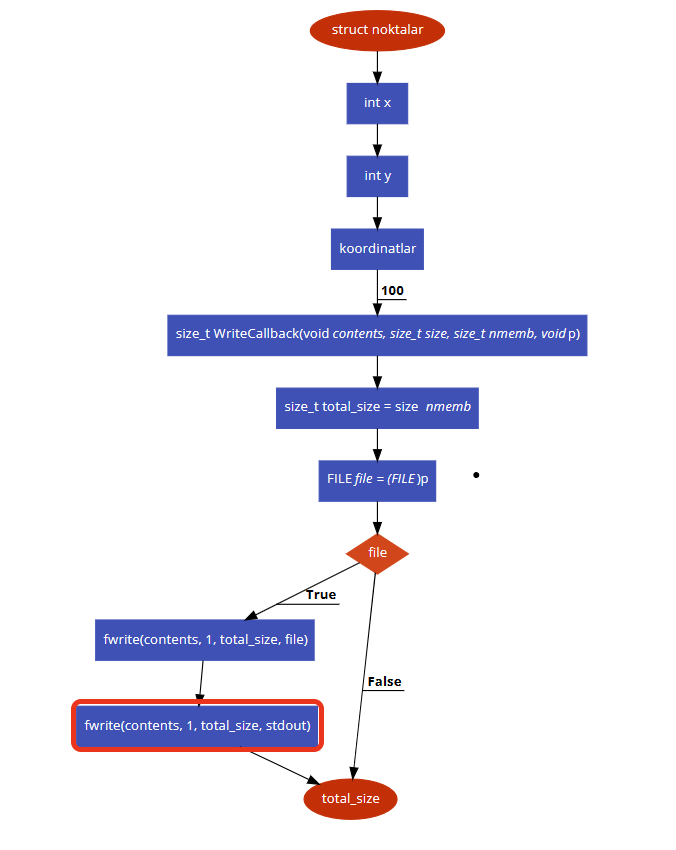 struct noktalar
int x
int y
koordinatlar
100
size_t WriteCallback(void contents, size_t size, size_t nmemb, void p)
size_t total_size = size nmemb
FILE file = (FILE )p
file
True
fwrite(contents, 1, total_size, file)
False
fwrite(contents, 1, total_size, stdout)
total_size